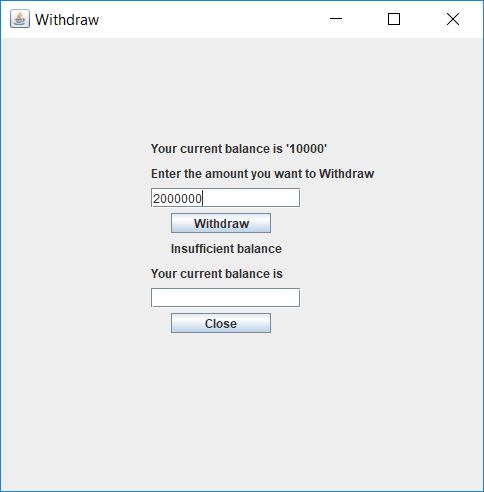 Withdraw
Your current balance is '10000'
Enter the amount you want to Withdraw
2000000
Withdraw
Insufficient balance
Your current balance is
Close